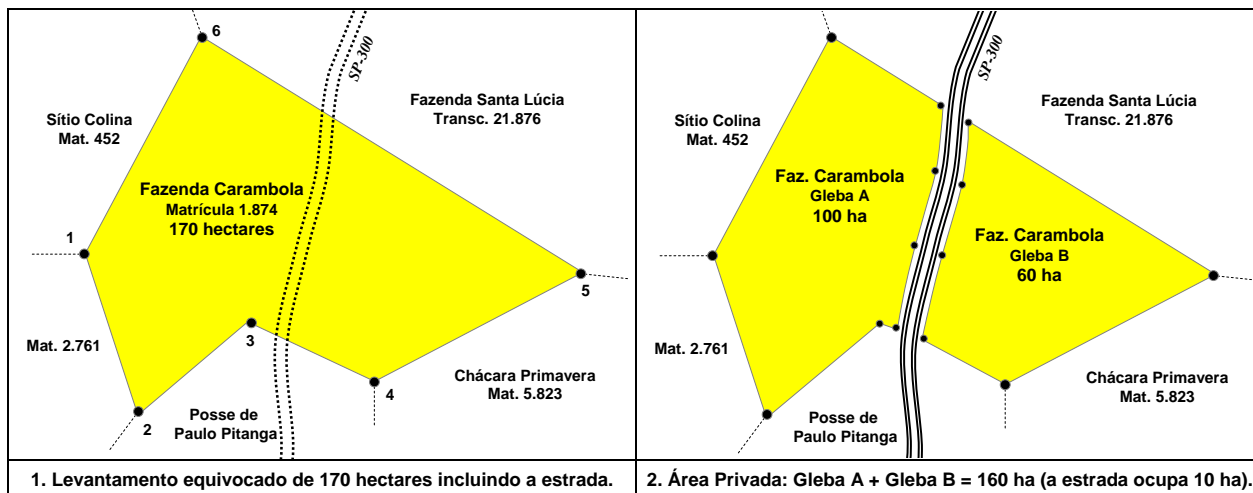 6
SP-300
Fazenda Santa Lúcia
Transc. 21.876
Sítio Colina
Mat. 452
Fazenda Carambola
Matrícula 1.874
170 hectares
1
5
3
Mat. 2.761
4
Chácara Primavera
Mat. 5.823
2
Posse de
Paulo Pitanga
1. Levantamento equivocado de 170 hectares incluindo a estrada.
SP-300
Fazenda Santa Lúcia
Transc. 21.876
Sítio Colina
Mat. 452
Faz. Carambola
Gleba A
100 ha
Faz. Carambola
Gleba B
60 ha
Mat. 2.761
Chácara Primavera
Mat. 5.823
Posse de
Paulo Pitanga
2. Área Privada: Gleba A + Gleba B = 160 ha (a estrada ocupa 10 ha).